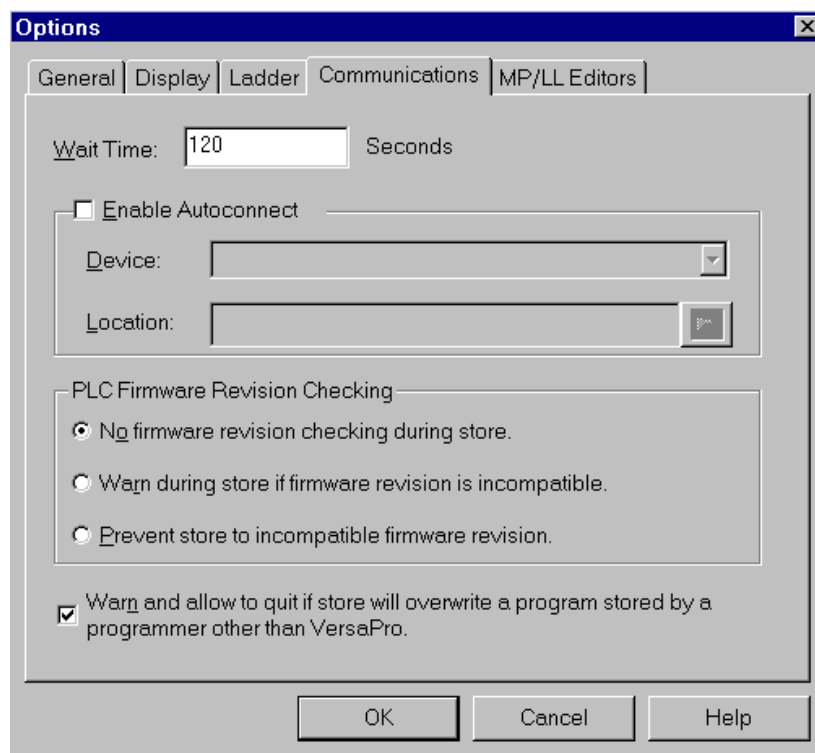 Options
General Display Ladder Communications MP/LL Editors
Wait Time: 120 Seconds
Enable Autoconnect
Device:
Location:
PLC Firmware Revision Checking
No firmware revision checking during store.
Warn during store if firmware revision is incompatible.
Prevent store to incompatible firmware revision.
Warn and allow to quit if store will overwrite a program stored by a
programmer other than VersaPro.
OK Cancel Help